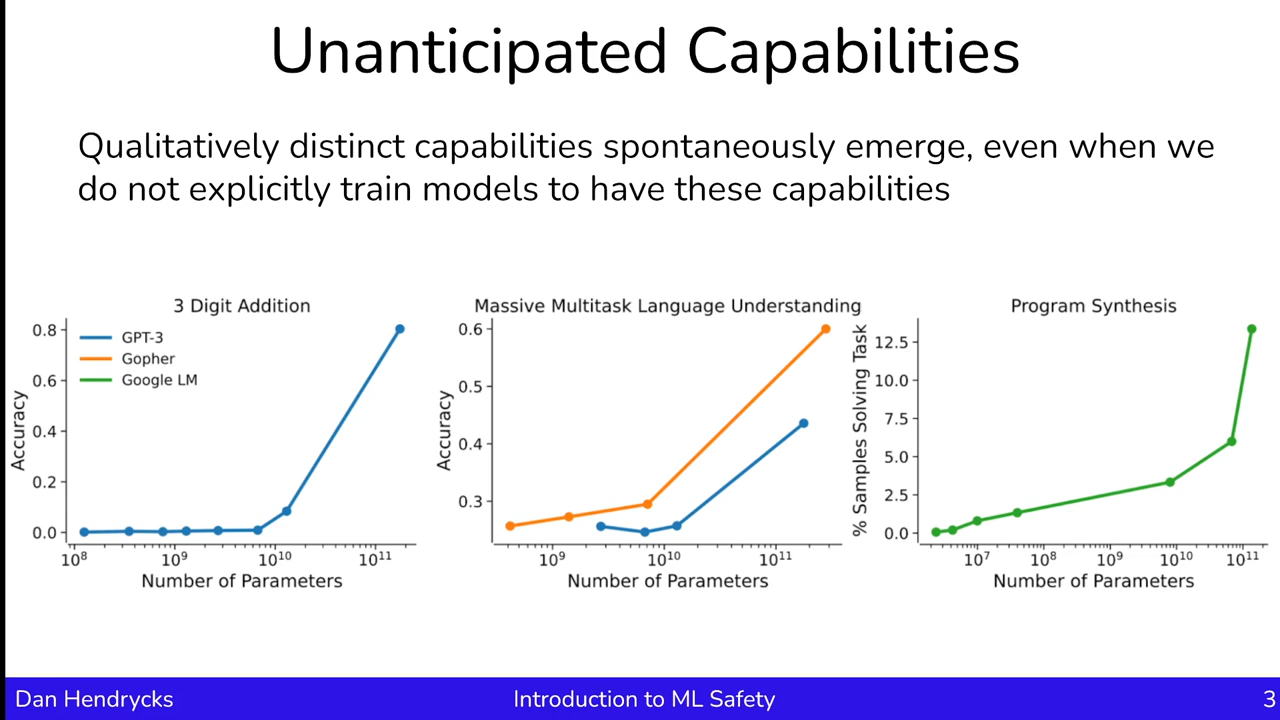 Unanticipated Capabilities
Qualitatively distinct capabilities spontaneously emerge, even when we
do not explicitly train models to have these capabilities
3 Digit Addition
GPT-3
Gopher
Google LM
Accuracy
0.8
0.6
0.4
0.2
0.0
10⁸
10⁹
10¹⁰
10¹¹
Number of Parameters
Massive Multitask Language Understanding
Accuracy
0.6
0.5
0.4
0.3
10⁹
10¹⁰
10¹¹
Number of Parameters
Program Synthesis
% Samples Solving Task
12.5
10.0
7.5
5.0
2.5
0.0
10⁷
10⁸
10⁹
10¹⁰
10¹¹
Number of Parameters
Dan Hendrycks
Introduction to ML Safety
3